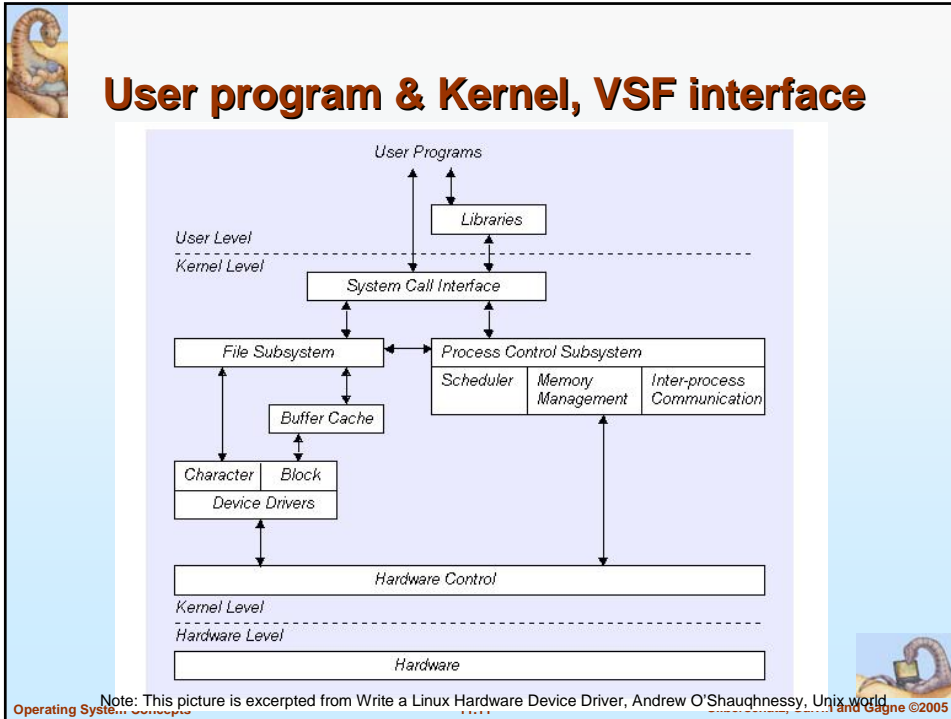 User program & Kernel, VSF interface
User Programs
Libraries
User Level
Kernel Level
System Call Interface
File Subsystem
Process Control Subsystem
Scheduler
Memory Management
Inter-process Communication
Buffer Cache
Character
Block
Device Drivers
Hardware Control
Kernel Level
Hardware Level
Hardware
Note: This picture is excerpted from Write a Linux Hardware Device Driver, Andrew O'Shaughnessy, Unix world
Operating System Concepts
and Gagne ©2005